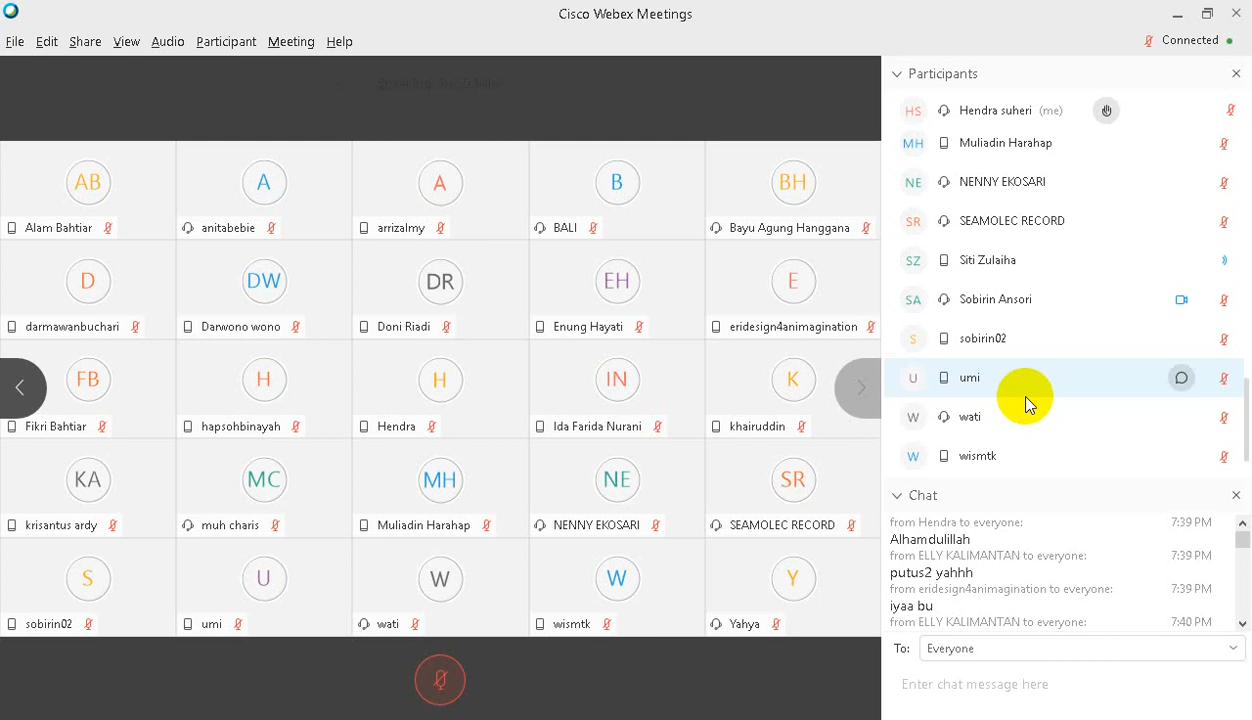 Cisco Webex Meetings
File Edit Share View Audio Participant Meeting Help
Connected
AB
Alam Bahtiar
A
anitabebie
A
arrizalmy
B
BALI
BH
Bayu Agung Hanggana
D
darmawanbuchari
DW
Darwono wono
DR
Doni Riadi
EH
Enung Hayati
E
eridesign4animagination
FB
Fikri Bahtiar
H
hapsohbinayah
H
Hendra
IN
Ida Farida Nurani
K
khairuddin
KA
krisantus ardy
MC
muh charis
MH
Muliadin Harahap
NE
NENNY EKOSARI
SR
SEAMOLEC RECORD
S
sobirin02
U
umi
W
wati
W
wismtk
Y
Yahya
Participants
HS Hendra suheri (me)
MH Muliadin Harahap
NE NENNY EKOSARI
SR SEAMOLEC RECORD
SZ Siti Zulaiha
SA Sobirin Ansori
S sobirin02
U umi
W wati
W wismtk
Chat
from Hendra to everyone: 7:39 PM
Alhamdulillah
from ELLY KALIMANTAN to everyone: 7:39 PM
putus2 yahhh
from eridesign4animagination to everyone: 7:39 PM
iyaa bu
from ELLY KALIMANTAN to everyone: 7:40 PM
To: Everyone
Enter chat message here